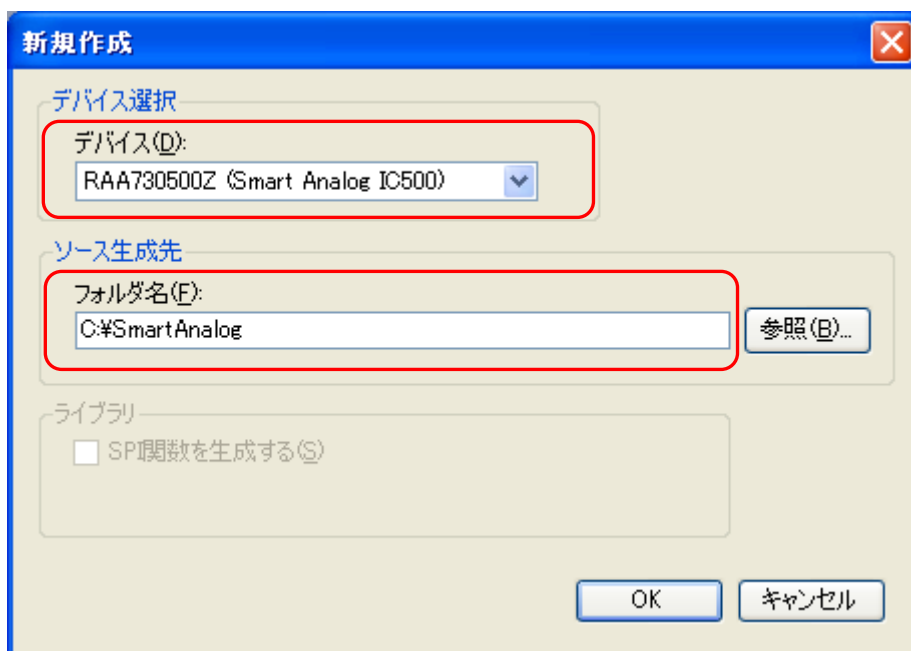 新規作成
デバイス選択
デバイス(D):
RAA730500Z (Smart Analog IC500)
ソース生成先
フォルダ名(F):
C:¥SmartAnalog
参照(B)...
ライブラリ
SPI関数を生成する(S)
OK
キャンセル